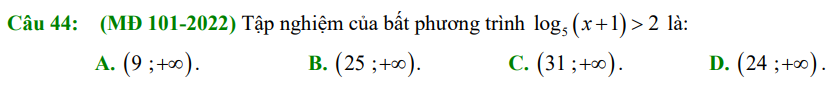 Câu 44: (MĐ 101-2022) Tập nghiệm của bất phương trình log₅(x+1) > 2 là:
A. (9 ;+∞). B. (25 ;+∞). C. (31 ;+∞). D. (24 ;+∞).